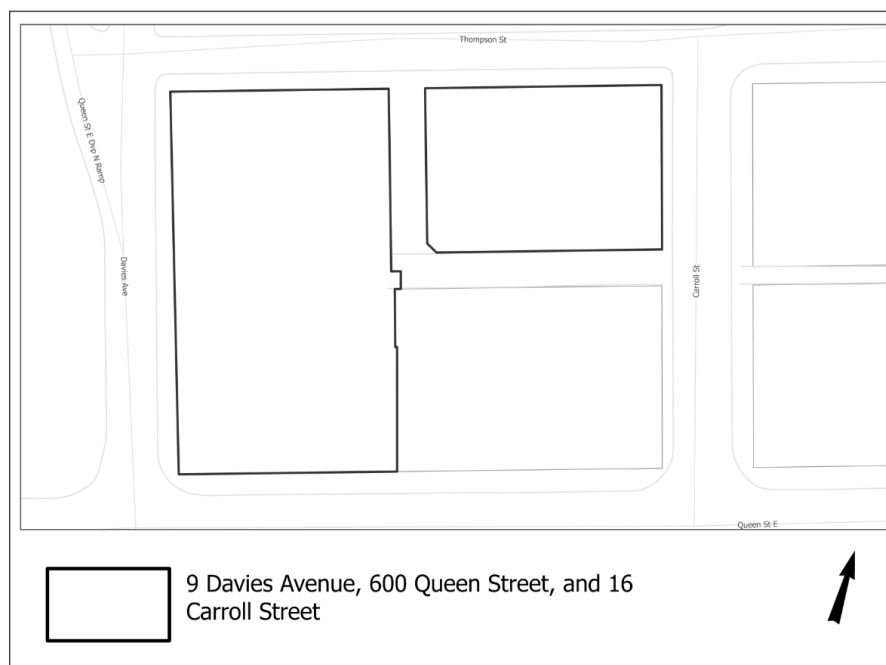 Thompson St
Queen St E Dvp N Ramp
Davies Ave
Carroll St
Queen St E
9 Davies Avenue, 600 Queen Street, and 16
Carroll Street